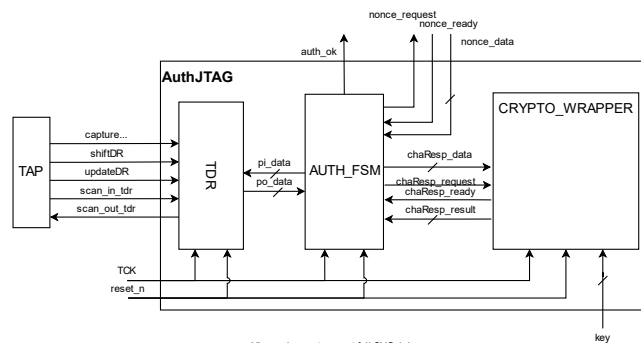 nonce_request
nonce_ready
nonce_data
auth_ok
AuthJTAG
CRYPTO_WRAPPER
TAP
capture...
shiftDR
updateDR
scan_in_tdr
scan_out_tdr
TDR
pi_data
po_data
AUTH_FSM
chaResp_data
chaResp_request
chaResp_ready
chaResp_result
TCK
reset_n
key